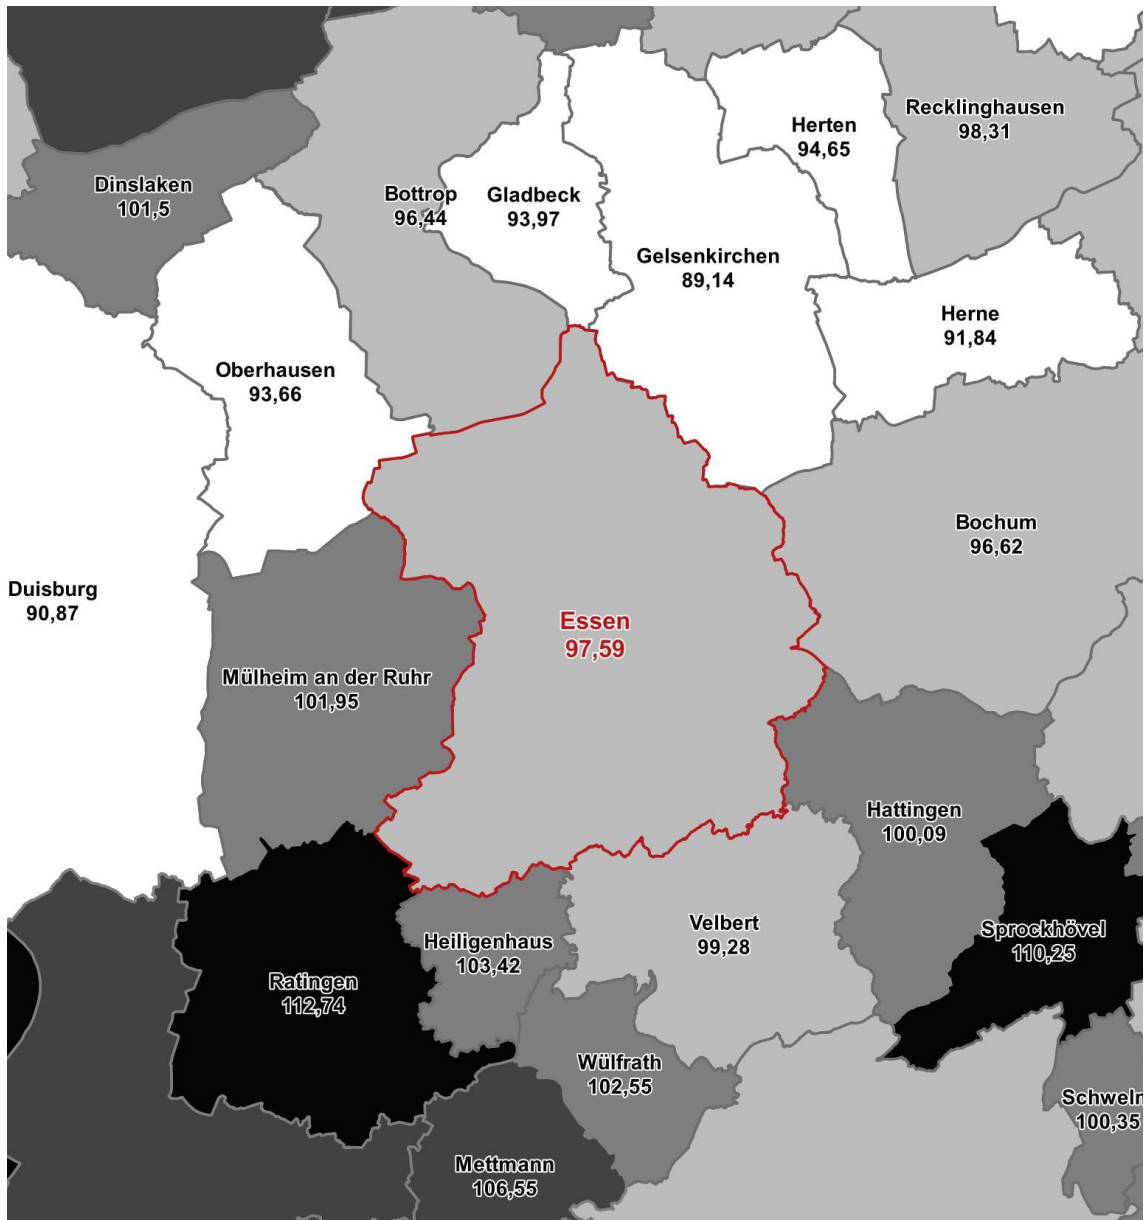 Recklinghausen
98,31
Herten
94,65
Dinslaken
101,5
Bottrop
96,44
Gladbeck
93,97
Gelsenkirchen
89,14
Herne
91,84
Oberhausen
93,66
Bochum
96,62
Duisburg
90,87
Essen
97,59
Mülheim an der Ruhr
101,95
Hattingen
100,09
Velbert
99,28
Sprockhövel
110,25
Heiligenhaus
103,42
Ratingen
112,74
Wülfrath
102,55
Schwelm
100,35
Mettmann
106,55